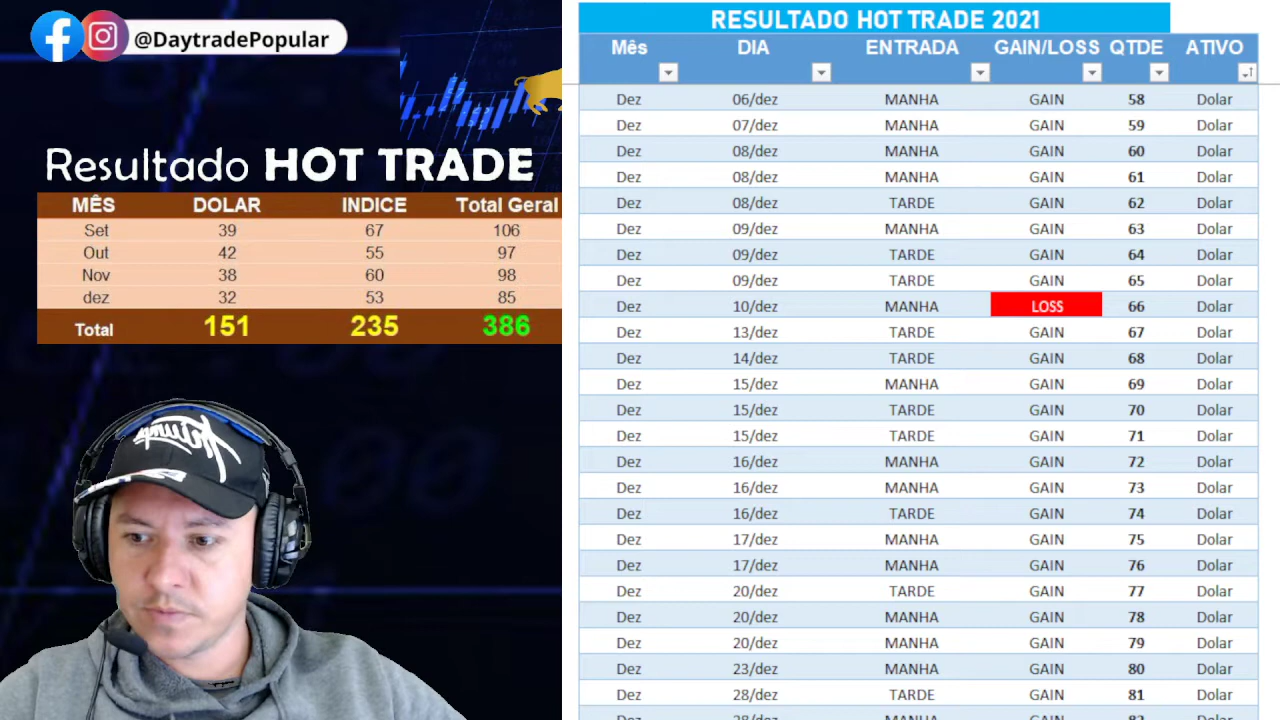 @DaytradePopular
Resultado HOT TRADE
MÊS DOLAR INDICE Total Geral
Set 39 67 106
Out 42 55 97
Nov 38 60 98
dez 32 53 85
Total 151 235 386
RESULTADO HOT TRADE 2021
Mês DIA ENTRADA GAIN/LOSS QTDE ATIVO
Dez 06/dez MANHA GAIN 58 Dolar
Dez 07/dez MANHA GAIN 59 Dolar
Dez 08/dez MANHA GAIN 60 Dolar
Dez 08/dez MANHA GAIN 61 Dolar
Dez 08/dez TARDE GAIN 62 Dolar
Dez 09/dez MANHA GAIN 63 Dolar
Dez 09/dez TARDE GAIN 64 Dolar
Dez 09/dez TARDE GAIN 65 Dolar
Dez 10/dez MANHA LOSS 66 Dolar
Dez 13/dez TARDE GAIN 67 Dolar
Dez 14/dez TARDE GAIN 68 Dolar
Dez 15/dez MANHA GAIN 69 Dolar
Dez 15/dez TARDE GAIN 70 Dolar
Dez 15/dez TARDE GAIN 71 Dolar
Dez 16/dez MANHA GAIN 72 Dolar
Dez 16/dez MANHA GAIN 73 Dolar
Dez 16/dez TARDE GAIN 74 Dolar
Dez 17/dez MANHA GAIN 75 Dolar
Dez 17/dez MANHA GAIN 76 Dolar
Dez 20/dez TARDE GAIN 77 Dolar
Dez 20/dez MANHA GAIN 78 Dolar
Dez 20/dez MANHA GAIN 79 Dolar
Dez 23/dez MANHA GAIN 80 Dolar
Dez 28/dez TARDE GAIN 81 Dolar